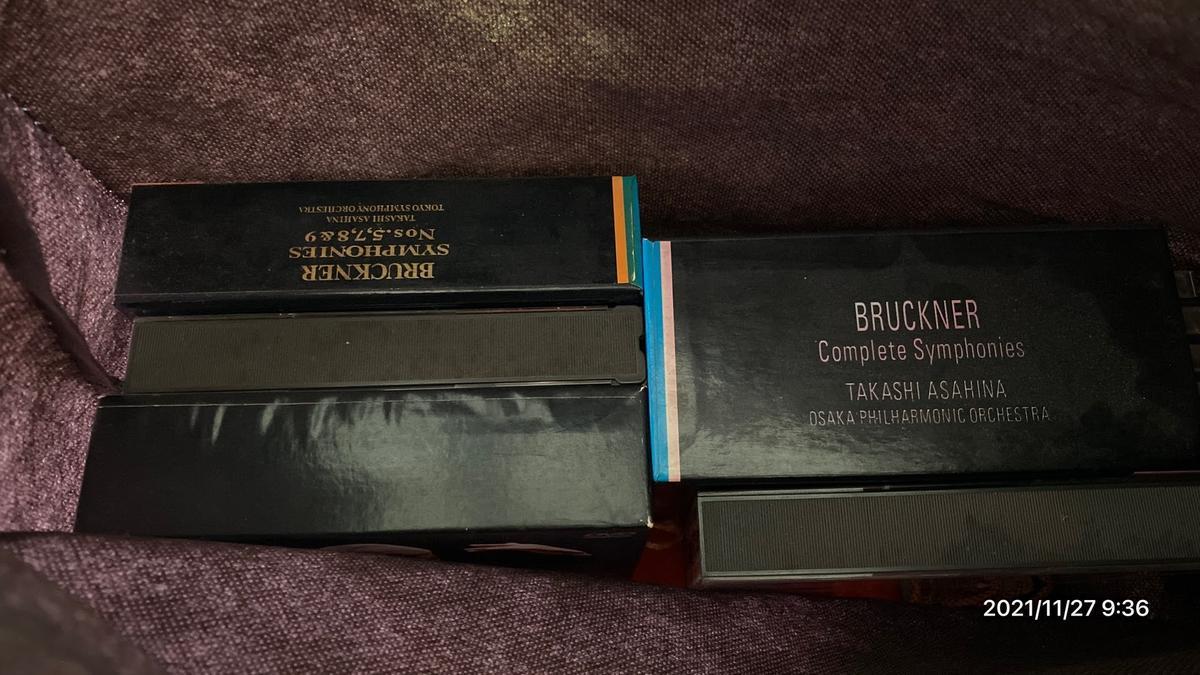 BRUCKNER
SYMPHONIES
Nos.5,7,8&9
TAKASHI ASAHINA
TOKYO SYMPHONY ORCHESTRA
BRUCKNER
Complete Symphonies
TAKASHI ASAHINA
OSAKA PHILHARMONIC ORCHESTRA
2021/11/27 9:36